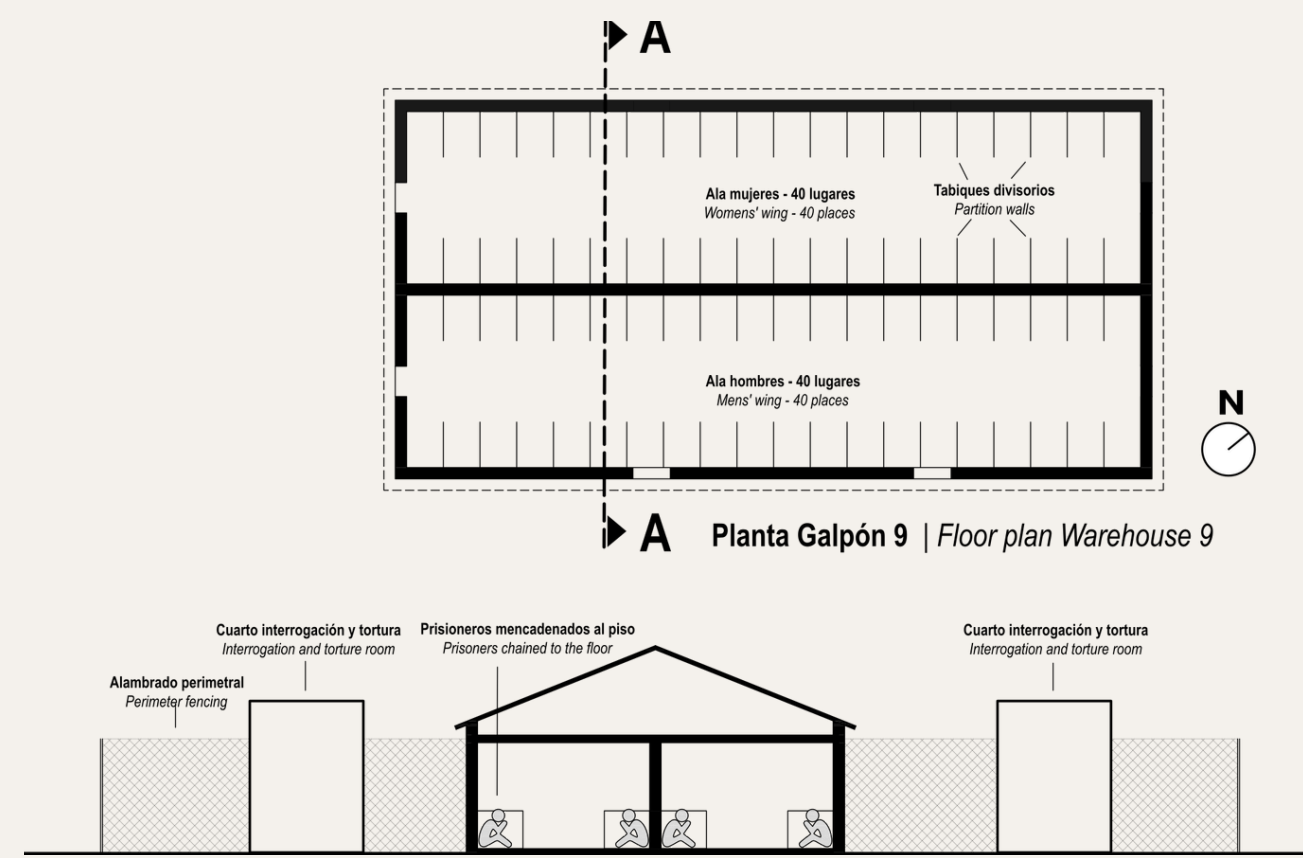 A
Ala mujeres - 40 lugares
Womens' wing - 40 places
Tabiques divisorios
Partition walls
Ala hombres - 40 lugares
Mens' wing - 40 places
N
A
Planta Galpón 9 | Floor plan Warehouse 9
Cuarto interrogación y tortura
Interrogation and torture room
Prisioneros mencadenados al piso
Prisoners chained to the floor
Cuarto interrogación y tortura
Interrogation and torture room
Alambrado perimetral
Perimeter fencing